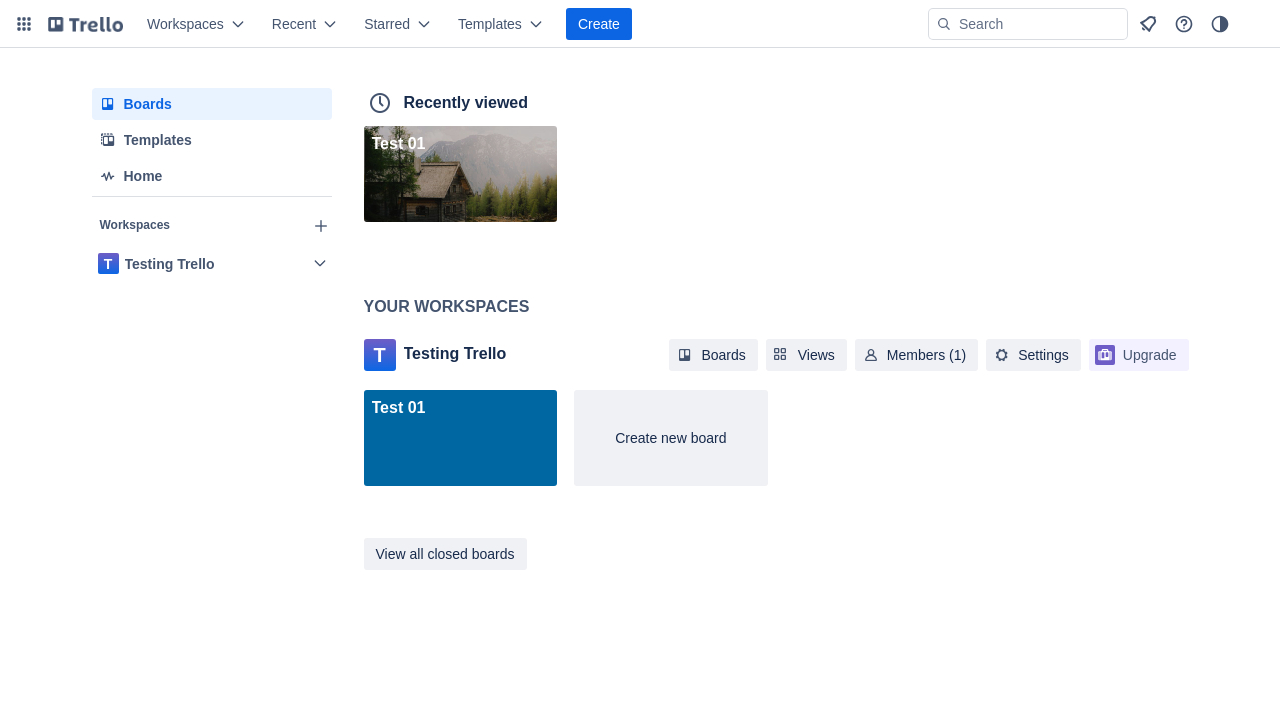 Trello
Workspaces
Recent
Starred
Templates
Create
Search
Boards
Templates
Home
Workspaces
T
Testing Trello
Recently viewed
Test 01
YOUR WORKSPACES
T
Testing Trello
Boards
Views
Members (1)
Settings
Upgrade
Test 01
Create new board
View all closed boards